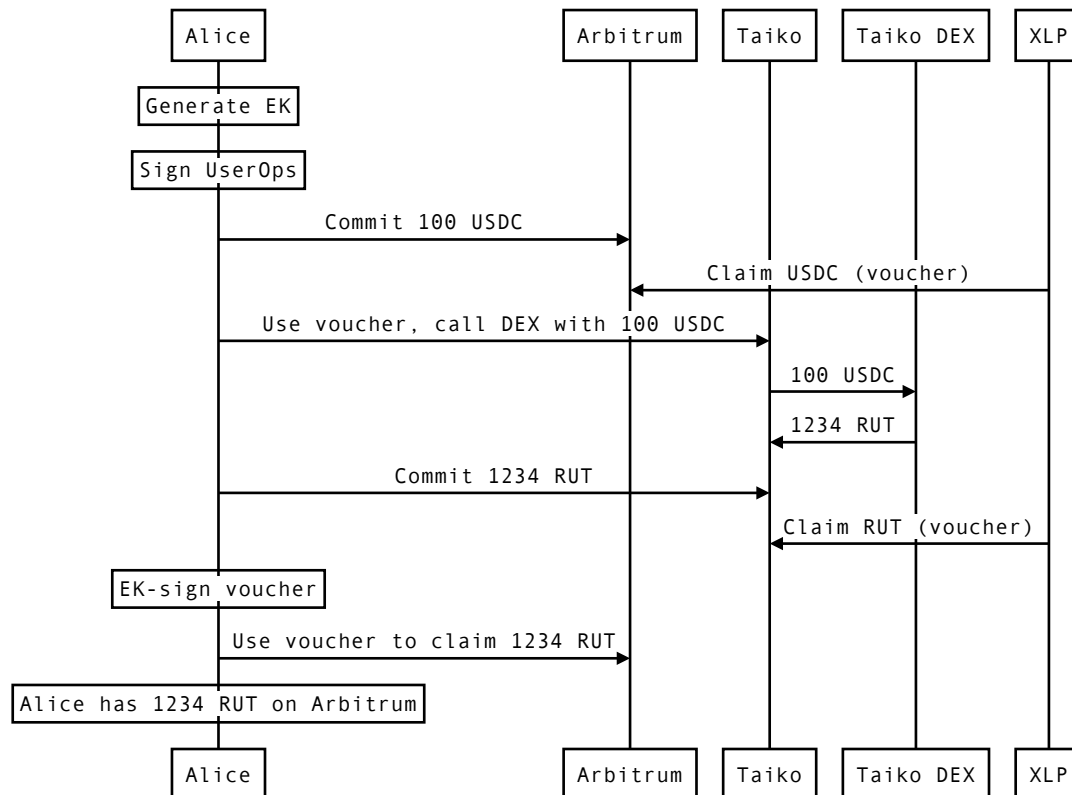 Alice
Arbitrum
Taiko
Taiko DEX
XLP
Generate EK
Sign UserOps
Commit 100 USDC
Claim USDC (voucher)
Use voucher, call DEX with 100 USDC
100 USDC
1234 RUT
Commit 1234 RUT
Claim RUT (voucher)
EK-sign voucher
Use voucher to claim 1234 RUT
Alice has 1234 RUT on Arbitrum
Alice
Arbitrum
Taiko
Taiko DEX
XLP